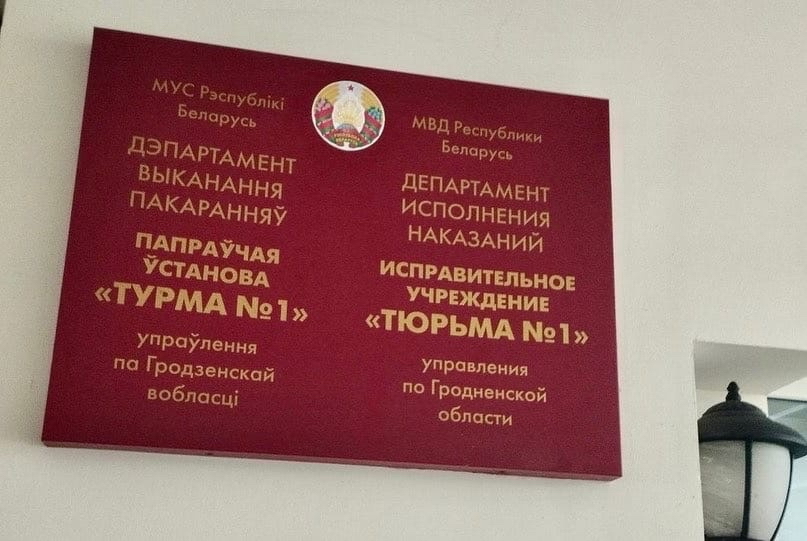 МУС Рэспублікі
Беларусь
ДЭПАРТАМЕНТ
ВЫКАНАННЯ
ПАКАРАННЯЎ
ПАПРАЎЧАЯ
ЎСТАНОВА
«ТУРМА №1»
упраўлення
па Гродзенскай
вобласці
МВД Республики
Беларусь
ДЕПАРТАМЕНТ
ИСПОЛНЕНИЯ
НАКАЗАНИЙ
ИСПРАВИТЕЛЬНОЕ
УЧРЕЖДЕНИЕ
«ТЮРЬМА №1»
управления
по Гродненской
области